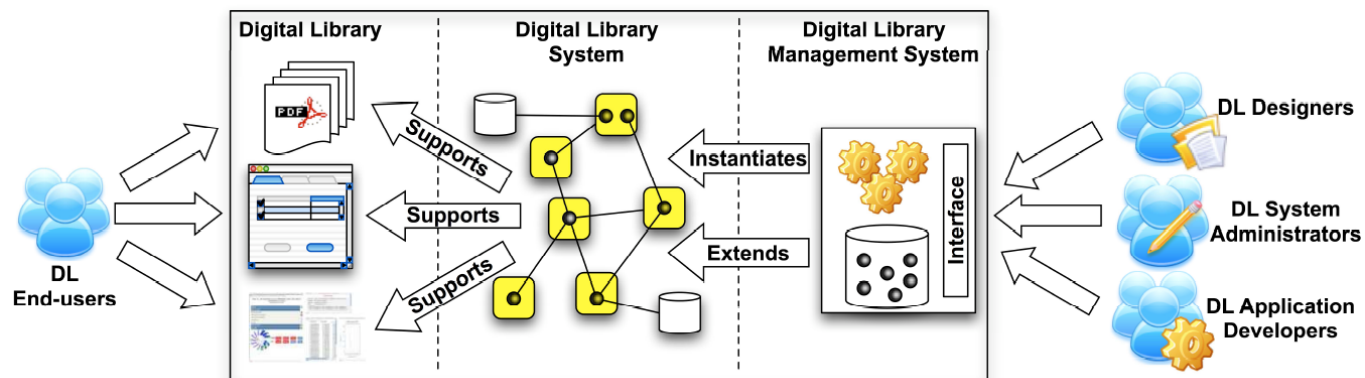 Digital Library
Digital Library
System
Digital Library
Management System
PDF
Supports
Supports
Supports
Instantiates
Extends
Interface
DL
End-users
DL Designers
DL System
Administrators
DL Application
Developers